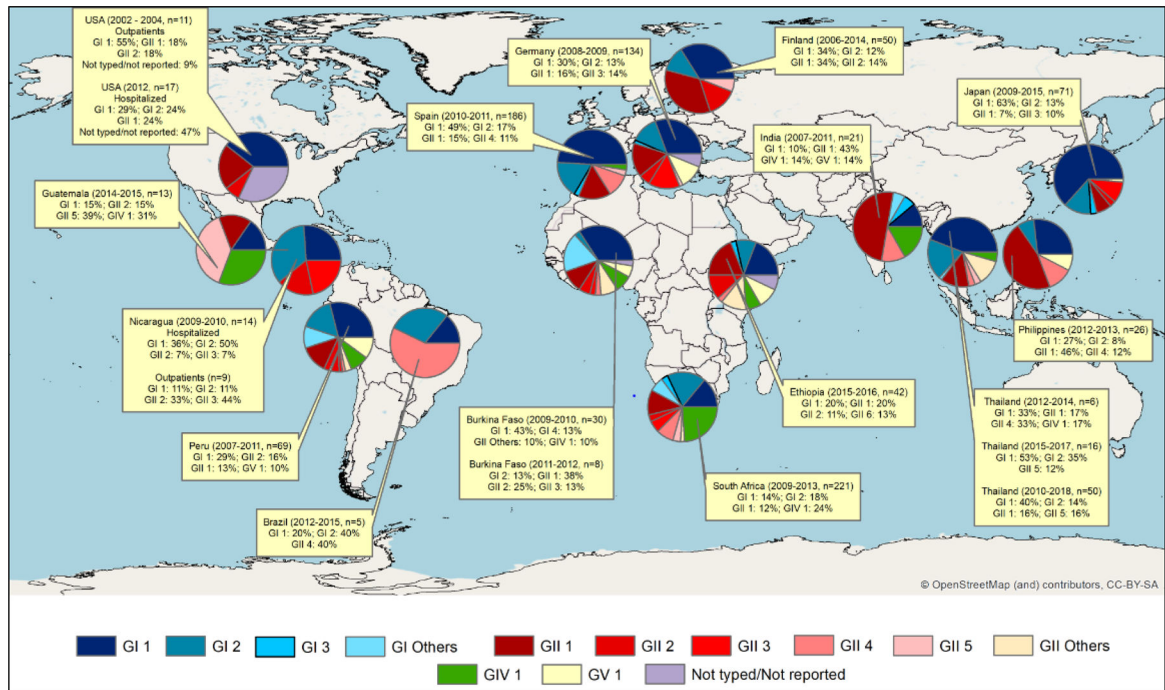 USA (2002 - 2004, n=11)
Outpatients
GI 1: 55%; GII 1: 18%
GII 2: 18%
Not typed/not reported: 9%
USA (2012, n=17)
Hospitalized
GI 1: 29%; GI 2: 24%
GII 1: 24%
Not typed/not reported: 47%
Germany (2008-2009, n=134)
GI 1: 30%; GI 2: 13%
GII 1: 16%; GII 3: 14%
Finland (2006-2014, n=50)
GI 1: 34%; GI 2: 12%
GII 1: 34%; GII 2: 14%
Japan (2009-2015, n=71)
GI 1: 63%; GI 2: 13%
GII 1: 7%; GII 3: 10%
Spain (2010-2011, n=186)
GI 1: 49%; GI 2: 17%
GII 1: 15%; GII 4: 11%
India (2007-2011, n=21)
GI 1: 10%; GII 1: 43%
GIV 1: 14%; GV 1: 14%
Guatemala (2014-2015, n=13)
GI 1: 15%; GII 2: 15%
GII 5: 39%; GIV 1: 31%
Nicaragua (2009-2010, n=14)
Hospitalized
GI 1: 36%; GI 2: 50%
GII 2: 7%; GII 3: 7%
Outpatients (n=9)
GI 1: 11%; GI 2: 11%
GII 2: 33%; GII 3: 44%
Philippines (2012-2013, n=26)
GI 1: 27%; GI 2: 8%
GII 1: 46%; GII 4: 12%
Ethiopia (2015-2016, n=42)
GI 1: 20%; GII 1: 20%
GII 2: 11%; GII 6: 13%
Thailand (2012-2014, n=6)
GI 1: 33%; GII 1: 17%
GII 4: 33%; GIV 1: 17%
Thailand (2015-2017, n=16)
GI 1: 53%; GI 2: 35%
GII 5: 12%
Thailand (2010-2018, n=50)
GI 1: 40%; GI 2: 14%
GII 1: 16%; GII 5: 16%
Burkina Faso (2009-2010, n=30)
GI 1: 43%; GI 4: 13%
GII Others: 10%; GIV 1: 10%
Burkina Faso (2011-2012, n=8)
GI 2: 13%; GII 1: 38%
GII 2: 25%; GII 3: 13%
Peru (2007-2011, n=69)
GI 1: 29%; GII 2: 16%
GII 1: 13%; GV 1: 10%
South Africa (2009-2013, n=221)
GI 1: 14%; GI 2: 18%
GII 1: 12%; GIV 1: 24%
Brazil (2012-2015, n=5)
GI 1: 20%; GI 2: 40%
GII 4: 40%
© OpenStreetMap (and) contributors, CC-BY-SA
GI 1 GI 2 GI 3 GI Others GII 1 GII 2 GII 3 GII 4 GII 5 GII Others
GIV 1 GV 1 Not typed/Not reported